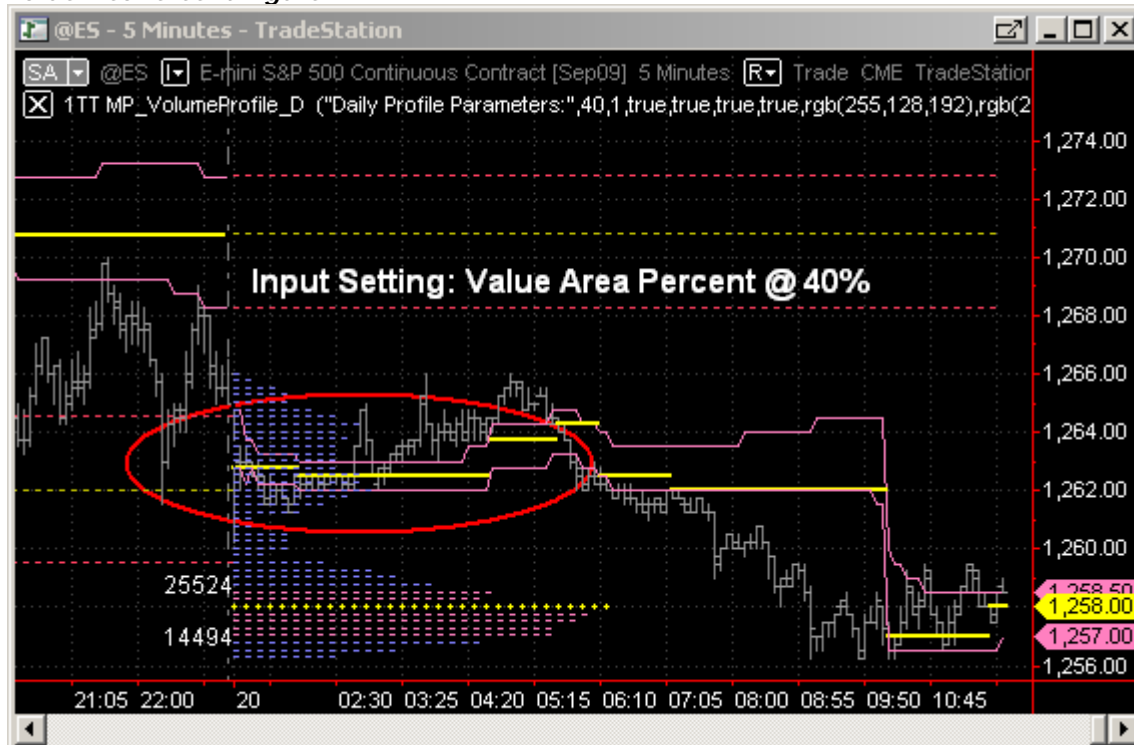 @ES - 5 Minutes - TradeStation
SA @ES I E-mini S&P 500 Continuous Contract [Sep09] 5 Minutes R Trade CME TradeStation
1TT MP_VolumeProfile_D ("Daily Profile Parameters:",40,1,true,true,true,true,rgb(255,128,192),rgb(2
1,274.00
1,272.00
1,270.00
Input Setting: Value Area Percent @ 40%
1,268.00
1,266.00
1,264.00
1,262.00
1,260.00
25524
1,258.50
1,258.00
14494
1,257.00
1,256.00
21:05 22:00 20 02:30 03:25 04:20 05:15 06:10 07:05 08:00 08:55 09:50 10:45